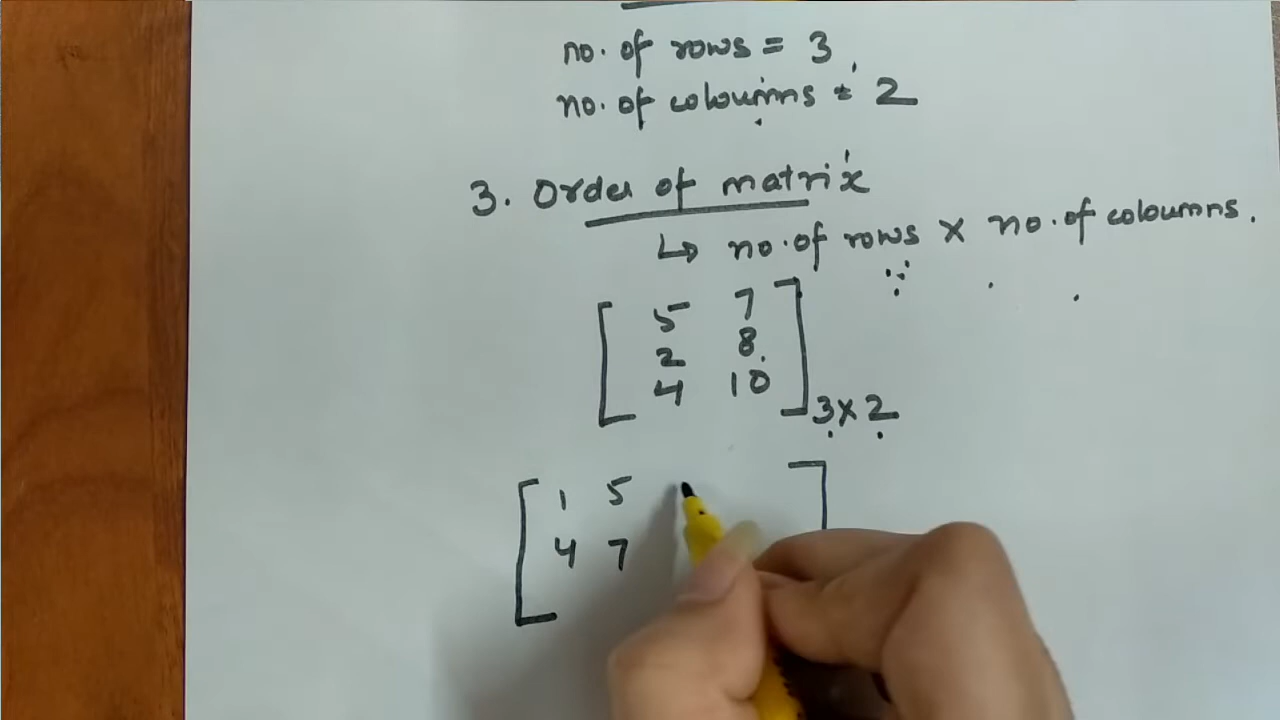 no. of rows = 3
no. of coloumns = 2
3. Order of matrix
↳ no. of rows × no. of coloumns.
5 7
2 8
4 10
3×2
1 5
4 7